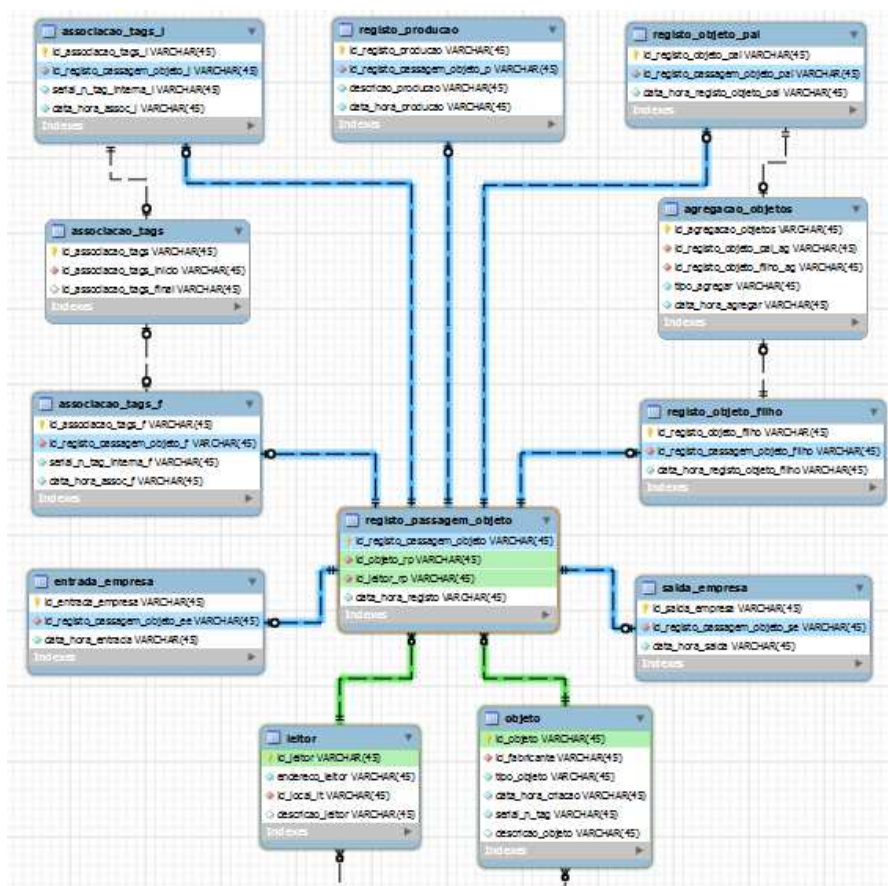 associacao_tags_i
id_associacao_tags_i VARCHAR(45)
id_registo_passagem_objeto_i VARCHAR(45)
serial_n_tag_interna_i VARCHAR(45)
data_hora_assoc_i VARCHAR(45)
Indexes
registo_producao
id_registo_producao VARCHAR(45)
id_registo_passagem_objeto_p VARCHAR(45)
descricao_producao VARCHAR(45)
data_hora_producao VARCHAR(45)
Indexes
registo_objeto_pai
id_registo_objeto_pai VARCHAR(45)
id_registo_passagem_objeto_pai VARCHAR(45)
data_hora_registo_objeto_pai VARCHAR(45)
Indexes
associacao_tags
id_associacao_tags VARCHAR(45)
id_associacao_tags_inicio VARCHAR(45)
id_associacao_tags_final VARCHAR(45)
Indexes
agregacao_objetos
id_agregacao_objetos VARCHAR(45)
id_registo_objeto_pai_ag VARCHAR(45)
id_registo_objeto_filho_ag VARCHAR(45)
tipo_agregar VARCHAR(45)
data_hora_agregar VARCHAR(45)
Indexes
associacao_tags_f
id_associacao_tags_f VARCHAR(45)
id_registo_passagem_objeto_f VARCHAR(45)
serial_n_tag_interna_f VARCHAR(45)
data_hora_assoc_f VARCHAR(45)
Indexes
registo_objeto_filho
id_registo_objeto_filho VARCHAR(45)
id_registo_passagem_objeto_filho VARCHAR(45)
data_hora_registo_objeto_filho VARCHAR(45)
Indexes
registo_passagem_objeto
id_registo_passagem_objeto VARCHAR(45)
id_objeto_rp VARCHAR(45)
id_leitor_rp VARCHAR(45)
data_hora_registo VARCHAR(45)
Indexes
entrada_empresa
id_entrada_empresa VARCHAR(45)
id_registo_passagem_objeto_ee VARCHAR(45)
data_hora_entrada VARCHAR(45)
Indexes
saida_empresa
id_saida_empresa VARCHAR(45)
id_registo_passagem_objeto_se VARCHAR(45)
data_hora_saida VARCHAR(45)
Indexes
leitor
id_leitor VARCHAR(45)
endereco_leitor VARCHAR(45)
id_local_lt VARCHAR(45)
descricao_leitor VARCHAR(45)
Indexes
objeto
id_objeto VARCHAR(45)
id_fabricante VARCHAR(45)
tipo_objeto VARCHAR(45)
data_hora_criacao VARCHAR(45)
serial_n_tag VARCHAR(45)
descricao_objeto VARCHAR(45)
Indexes